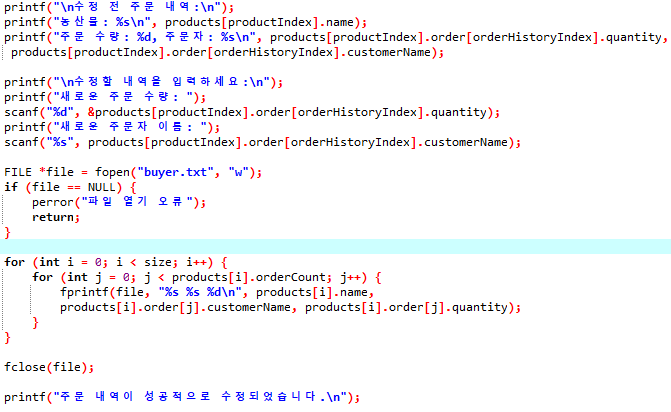 printf("\n수정 전 주문 내역:\n");
printf("농산물: %s\n", products[productIndex].name);
printf("주문 수량: %d, 주문자: %s\n", products[productIndex].order[orderHistoryIndex].quantity,
products[productIndex].order[orderHistoryIndex].customerName);
printf("\n수정할 내역을 입력하세요:\n");
printf("새로운 주문 수량: ");
scanf("%d", &products[productIndex].order[orderHistoryIndex].quantity);
printf("새로운 주문자 이름: ");
scanf("%s", products[productIndex].order[orderHistoryIndex].customerName);
FILE *file = fopen("buyer.txt", "w");
if (file == NULL) {
perror("파일 열기 오류");
return;
}
for (int i = 0; i < size; i++) {
for (int j = 0; j < products[i].orderCount; j++) {
fprintf(file, "%s %s %d\n", products[i].name,
products[i].order[j].customerName, products[i].order[j].quantity);
}
}
fclose(file);
printf("주문 내역이 성공적으로 수정되었습니다.\n");